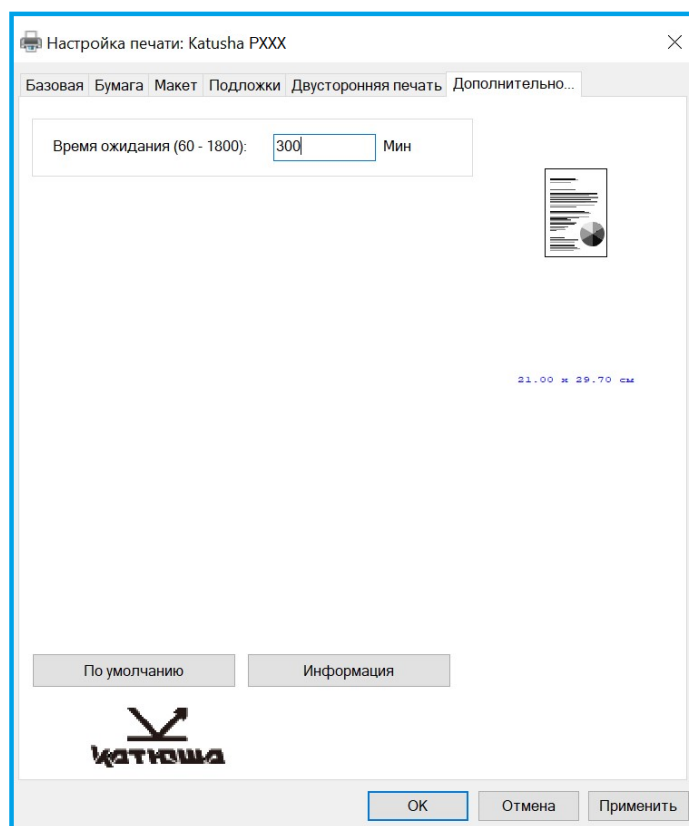 Настройка печати: Katusha PXXX
Базовая Бумага Макет Подложки Двусторонняя печать Дополнительно...
Время ожидания (60 - 1800): 300 Мин
21.00 x 29.70 см
По умолчанию Информация
катюша
OK Отмена Применить